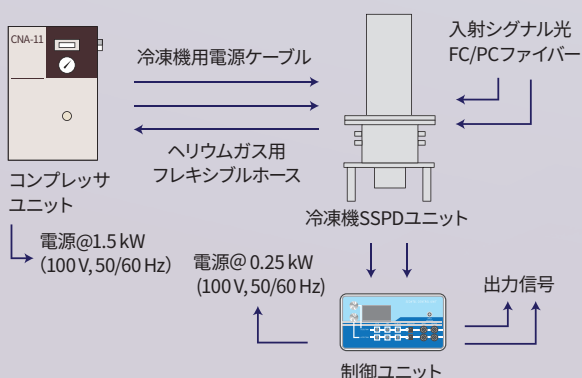 CNA-11
冷凍機用電源ケーブル
入射シグナル光
FC/PCファイバー
ヘリウムガス用
フレキシブルホース
コンプレッサ
ユニット
冷凍機SSPDユニット
電源@1.5 kW
(100 V, 50/60 Hz)
電源@ 0.25 kW
(100 V, 50/60 Hz)
出力信号
制御ユニット